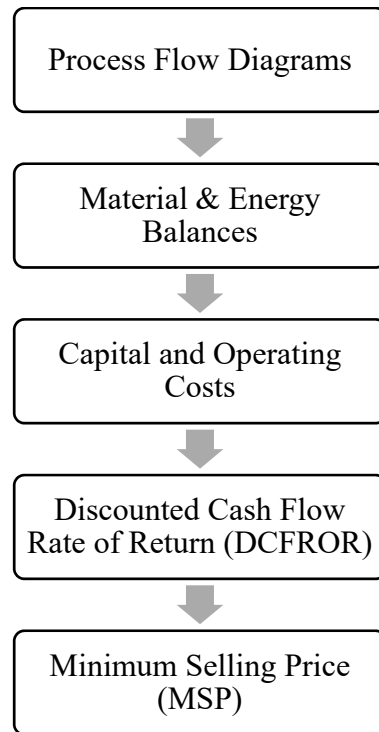 Process Flow Diagrams
Material & Energy
Balances
Capital and Operating
Costs
Discounted Cash Flow
Rate of Return (DCFROR)
Minimum Selling Price
(MSP)